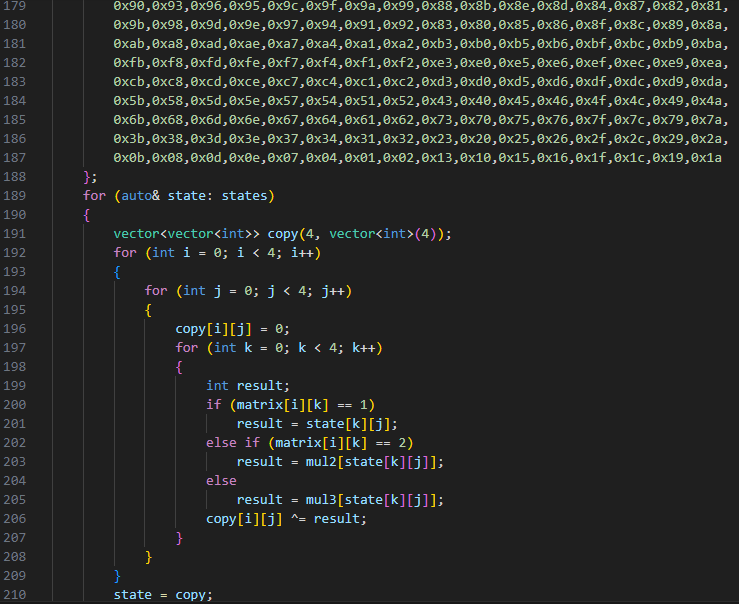 179 0x90,0x93,0x96,0x95,0x9c,0x9f,0x9a,0x99,0x88,0x8b,0x8e,0x8d,0x84,0x87,0x82,0x81,
180 0x9b,0x98,0x9d,0x9e,0x97,0x94,0x91,0x92,0x83,0x80,0x85,0x86,0x8f,0x8c,0x89,0x8a,
181 0xab,0xa8,0xad,0xae,0xa7,0xa4,0xa1,0xa2,0xb3,0xb0,0xb5,0xb6,0xbf,0xbc,0xb9,0xba,
182 0xfb,0xf8,0xfd,0xfe,0xf7,0xf4,0xf1,0xf2,0xe3,0xe0,0xe5,0xe6,0xef,0xec,0xe9,0xea,
183 0xcb,0xc8,0xcd,0xce,0xc7,0xc4,0xc1,0xc2,0xd3,0xd0,0xd5,0xd6,0xdf,0xdc,0xd9,0xda,
184 0x5b,0x58,0x5d,0x5e,0x57,0x54,0x51,0x52,0x43,0x40,0x45,0x46,0x4f,0x4c,0x49,0x4a,
185 0x6b,0x68,0x6d,0x6e,0x67,0x64,0x61,0x62,0x73,0x70,0x75,0x76,0x7f,0x7c,0x79,0x7a,
186 0x3b,0x38,0x3d,0x3e,0x37,0x34,0x31,0x32,0x23,0x20,0x25,0x26,0x2f,0x2c,0x29,0x2a,
187 0x0b,0x08,0x0d,0x0e,0x07,0x04,0x01,0x02,0x13,0x10,0x15,0x16,0x1f,0x1c,0x19,0x1a
188 };
189 for (auto& state: states)
190 {
191 vector<vector<int>> copy(4, vector<int>(4));
192 for (int i = 0; i < 4; i++)
193 {
194 for (int j = 0; j < 4; j++)
195 {
196 copy[i][j] = 0;
197 for (int k = 0; k < 4; k++)
198 {
199 int result;
200 if (matrix[i][k] == 1)
201 result = state[k][j];
202 else if (matrix[i][k] == 2)
203 result = mul2[state[k][j]];
204 else
205 result = mul3[state[k][j]];
206 copy[i][j] ^= result;
207 }
208 }
209 }
210 state = copy;